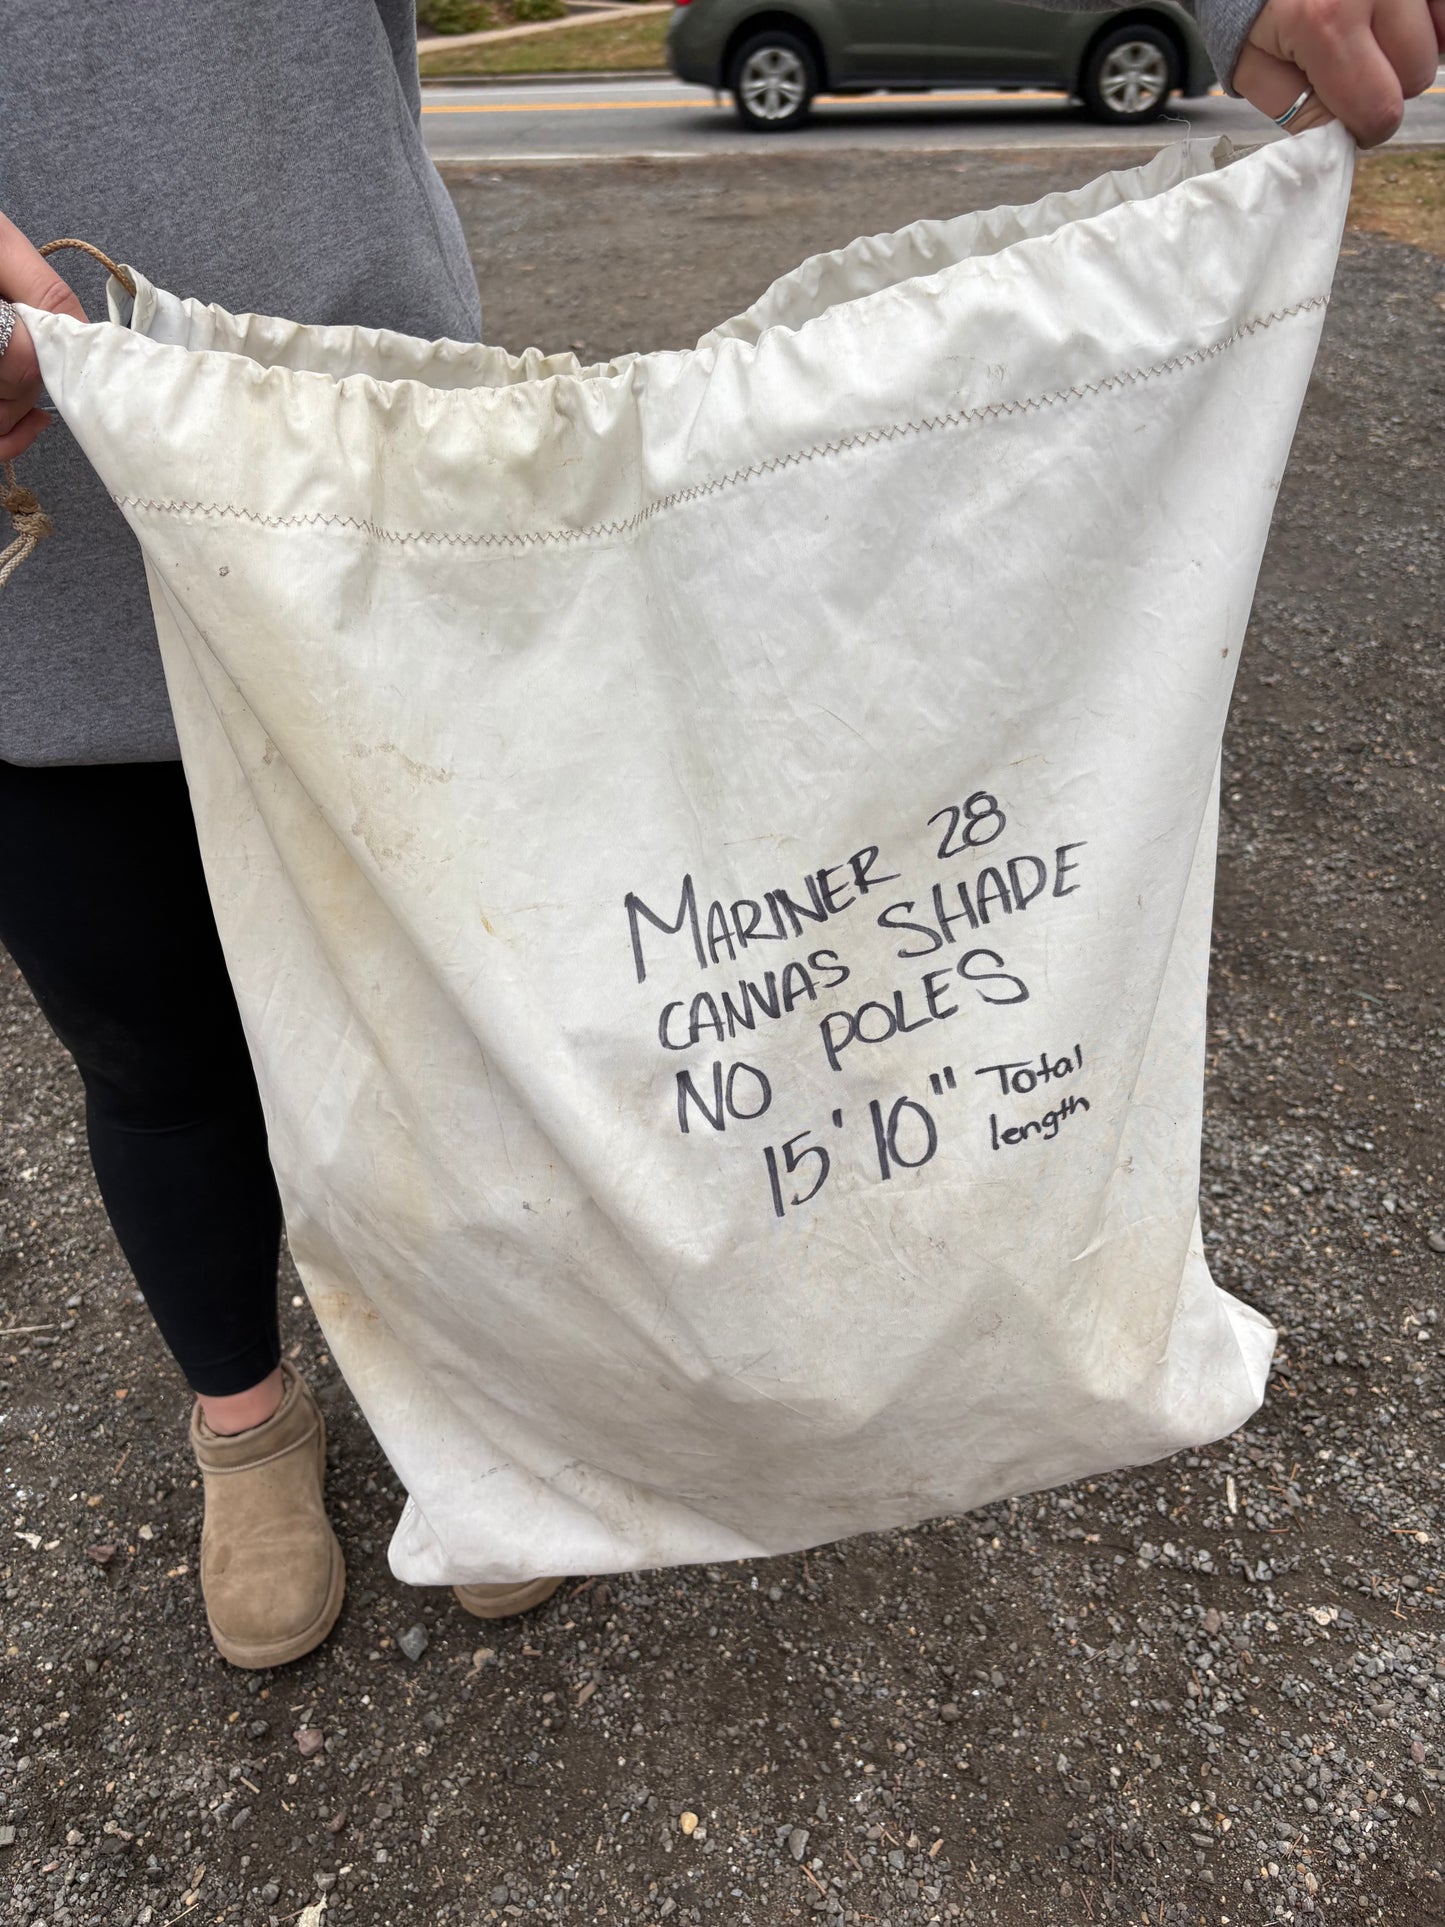 MARINER 28
CANVAS SHADE
NO POLES
15' 10" Total
length